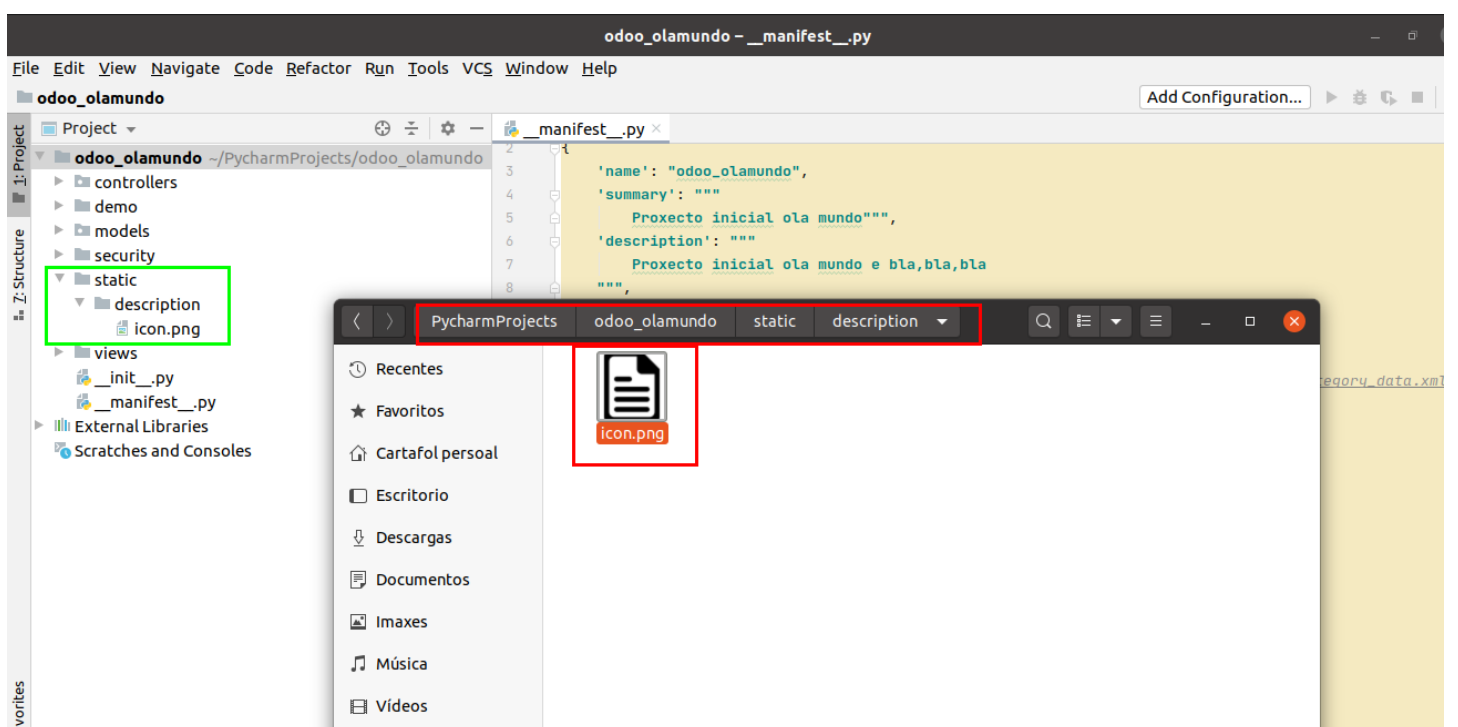 odoo_olamundo – __manifest__.py
File Edit View Navigate Code Refactor Run Tools VCS Window Help
odoo_olamundo
Add Configuration...
1: Project
7: Structure
vorites
Project
odoo_olamundo ~/PycharmProjects/odoo_olamundo
controllers
demo
models
security
static
description
icon.png
views
__init__.py
__manifest__.py
External Libraries
Scratches and Consoles
__manifest__.py
2 {
3 'name': "odoo_olamundo",
4 'summary': """
5 Proxecto inicial ola mundo""",
6 'description': """
7 Proxecto inicial ola mundo e bla,bla,bla
8 """,
egory_data.xml
PycharmProjects odoo_olamundo static description
Recentes
Favoritos
Cartafol persoal
Escritorio
Descargas
Documentos
Imaxes
Música
Vídeos
icon.png